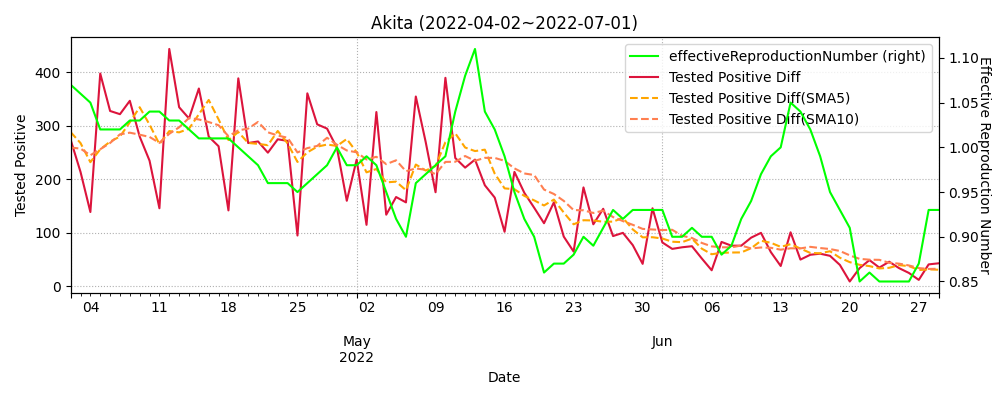 Akita (2022-04-02~2022-07-01)
effectiveReproductionNumber (right)
Tested Positive Diff
Tested Positive Diff(SMA5)
Tested Positive Diff(SMA10)
Tested Positive
400
300
200
100
0
1.10
1.05
1.00
0.95
0.90
0.85
Effective Reproduction Number
04 11 18 25 02 09 16 23 30 06 13 20 27
May Jun
2022
Date